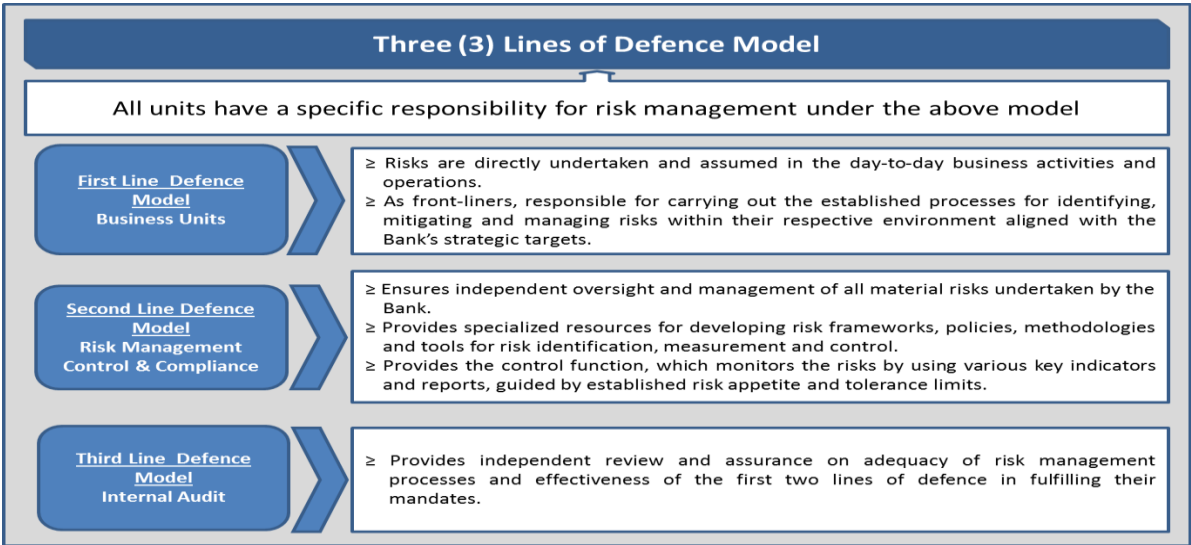 Three (3) Lines of Defence Model
All units have a specific responsibility for risk management under the above model
First Line Defence
Model
Business Units
≥ Risks are directly undertaken and assumed in the day-to-day business activities and
operations.
≥ As front-liners, responsible for carrying out the established processes for identifying,
mitigating and managing risks within their respective environment aligned with the
Bank's strategic targets.
Second Line Defence
Model
Risk Management
Control & Compliance
≥ Ensures independent oversight and management of all material risks undertaken by the
Bank.
≥ Provides specialized resources for developing risk frameworks, policies, methodologies
and tools for risk identification, measurement and control.
≥ Provides the control function, which monitors the risks by using various key indicators
and reports, guided by established risk appetite and tolerance limits.
Third Line Defence
Model
Internal Audit
≥ Provides independent review and assurance on adequacy of risk management
processes and effectiveness of the first two lines of defence in fulfilling their
mandates.